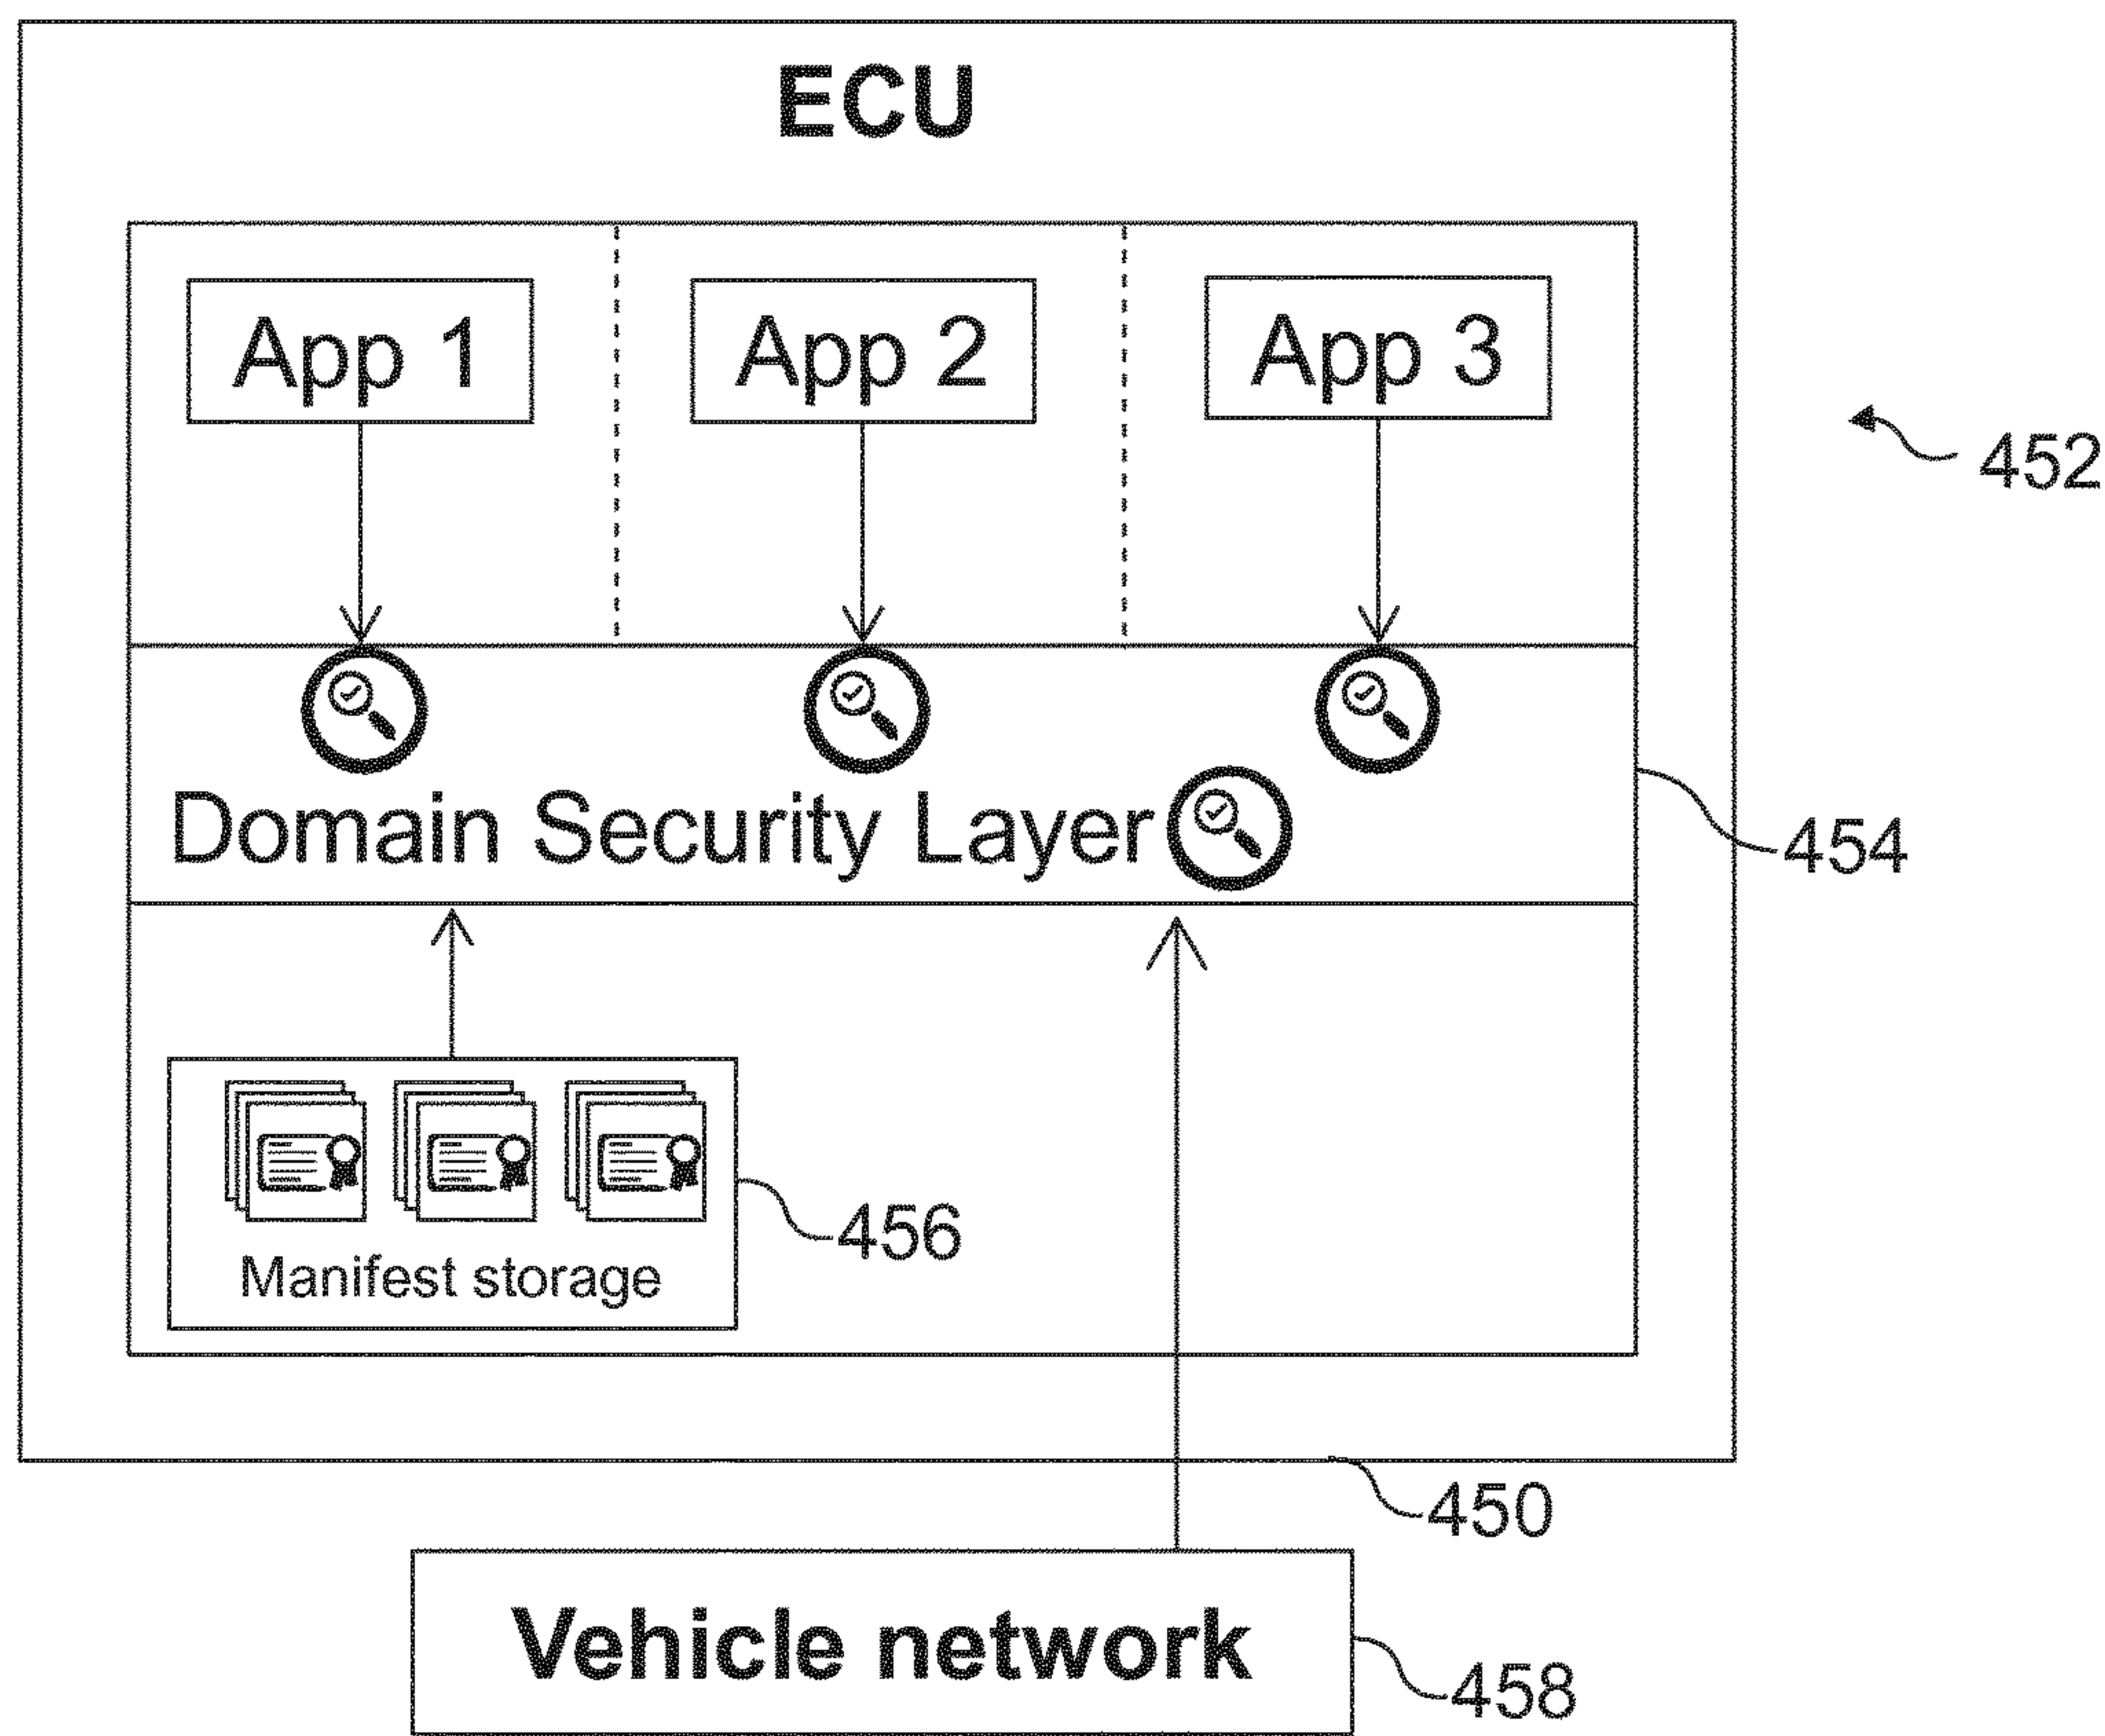 ECU
App 1
App 2
App 3
452
Domain Security Layer
454
Manifest storage
456
450
Vehicle network
458